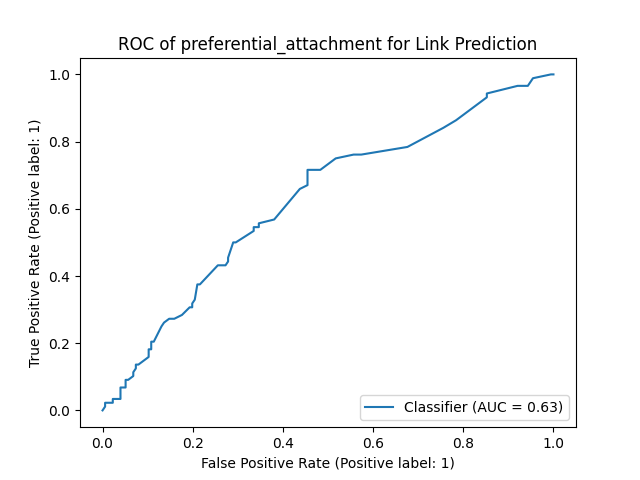 ROC of preferential_attachment for Link Prediction
True Positive Rate (Positive label: 1)
1.0
0.8
0.6
0.4
0.2
0.0
Classifier (AUC = 0.63)
0.0 0.2 0.4 0.6 0.8 1.0
False Positive Rate (Positive label: 1)